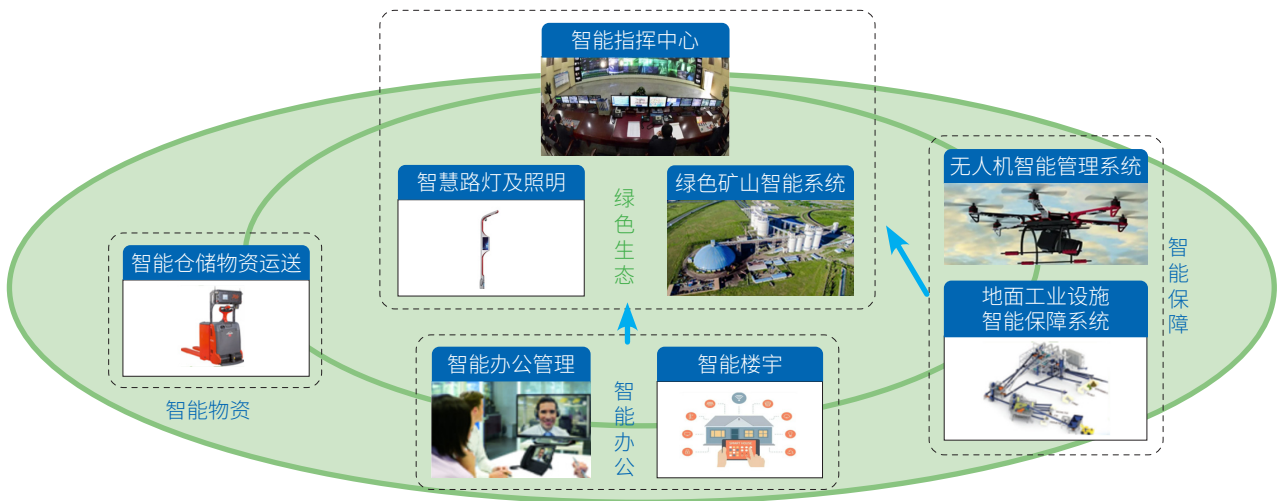 智能指挥中心
智慧路灯及照明
绿色生态
绿色矿山智能系统
无人机智能管理系统
智能保障
地面工业设施
智能保障系统
智能仓储物资运送
智能物资
智能办公管理
智能办公
智能楼宇